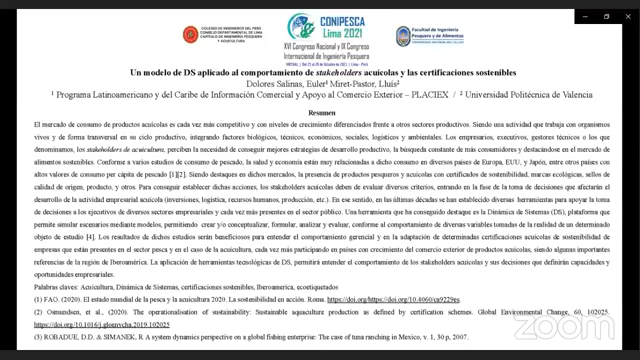 COLEGIO DE INGENIEROS DEL PERÚ
CONSEJO DEPARTAMENTAL DE LIMA
CAPÍTULO DE INGENIERÍA PESQUERA
Y ACUICULTURA
CONIPESCA
Lima 2021
XVI Congreso Nacional y IX Congreso
Internacional de Ingeniería Pesquera
Facultad de Ingeniería
Pesquera y de Alimentos
Un modelo de DS aplicado al comportamiento de stakeholders acuícolas y las certificaciones sostenibles
Dolores Salinas, Euler¹ Miret-Pastor, Lluís²
¹ Programa Latinoamericano y del Caribe de Información Comercial y Apoyo al Comercio Exterior – PLACIEX / ² Universidad Politécnica de Valencia
Resumen
El mercado de consumo de productos acuícolas es cada vez más competitivo y con niveles de crecimiento diferenciados frente a otros sectores productivos. Siendo una actividad que trabaja con organismos
vivos y de forma transversal en su ciclo productivo, integrando factores biológicos, técnicos, económicos, sociales, logísticos y ambientales. Los empresarios, executivos, gestores técnicos o los que
denominamos, los stakeholders de acuicultura, perciben la necesidad de conseguir mejores estrategias de desarrollo productivo, la búsqueda constante de más consumidores y destacándose en el mercado de
alimentos sostenibles. Conforme a varios estudios de consumo de pescado, la salud y economía están muy relacionadas a dicho consumo en diversos países de Europa, EUU, y Japón, entre otros países con
altos valores de consumo per cápita de pescado [1][2]. Siendo destaques en dichos mercados, la presencia de productos pesqueros y acuícolas con certificados de sostenibilidad, marcas ecológicas, sellos de
calidad de origen, producto, y otros. Para conseguir establecer dichas acciones, los stakeholders acuícolas deben de evaluar diversos criterios, entrando en la fase de la toma de decisiones que afectarán el
desarrollo de la actividad empresarial acuícola (inversiones, logística, recursos humanos, producción, etc.). En ese sentido, en las últimas décadas se han establecido diversas herramientas para apoyar la toma
de decisiones a los ejecutivos de diversos sectores empresariales y cada vez más presentes en el sector público. Una herramienta que ha conseguido destaque es la Dinámica de Sistemas (DS), plataforma que
permite simular escenarios mediante modelos, permitiendo crear y/o conceptualizar, formular, analizar y evaluar, conforme al comportamiento de diversas variables tomadas de la realidad de un determinado
objeto de estudio [4]. Los resultados de dichos estudios serán beneficiosos para entender el comportamiento gerencial y en la adaptación de determinadas certificaciones acuícolas de sostenibilidad de
empresas que están presentes en el sector pesca y en el caso de la acuicultura, cada vez más participando en países con crecimiento del comercio exterior de productos acuícolas, siendo algunas importantes
referencias de la región de Iberoamérica. La aplicación de herramientas tecnológicas de DS, permitirá entender el comportamiento de los stakeholders acuícolas y sus decisiones que definirán capacidades y
oportunidades empresariales.
Palabras claves: Acuicultura, Dinámica de Sistemas, certificaciones sostenibles, Iberoamerica, ecoetiquetados
(1) FAO. (2020). El estado mundial de la pesca y la acuicultura 2020. La sostenibilidad en acción. Roma. https://doi.org/https://doi.org/10.4060/ca9229es.
(2) Osmundsen, et al., (2020). The operationalisation of sustainability: Sustainable aquaculture production as defined by certification schemes. Global Environmental Change, 60, 102025.
https://doi.org/10.1016/j.gloenvcha.2019.102025
(3) ROBADUE, D.D. & SIMANEK, R A system dynamics perspective on a global fishing enterprise: The case of tuna ranching in Mexico, v. 1, 30 p, 2007.
zoom